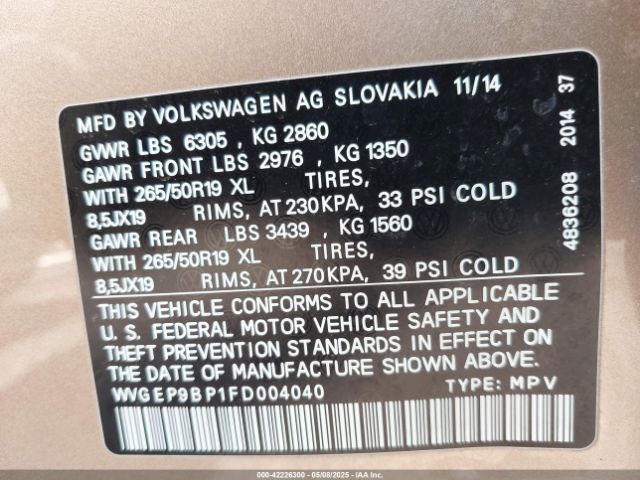 MFD BY VOLKSWAGEN AG SLOVAKIA 11/14
GVWR LBS 6305 , KG 2860
GAWR FRONT LBS 2976 , KG 1350
WITH 265/50R19 XL TIRES,
8,5JX19 RIMS, AT 230KPA, 33 PSI COLD
GAWR REAR LBS 3439 , KG 1560
WITH 265/50R19 XL TIRES,
8,5JX19 RIMS, AT 270KPA, 39 PSI COLD
4836208 2014 37
THIS VEHICLE CONFORMS TO ALL APPLICABLE
U. S. FEDERAL MOTOR VEHICLE SAFETY AND
THEFT PREVENTION STANDARDS IN EFFECT ON
THE DATE OF MANUFACTURE SHOWN ABOVE.
WVGEP9BP1FD004040 TYPE: MPV
000-42226300 - 05/08/2025 - IAAI.COM